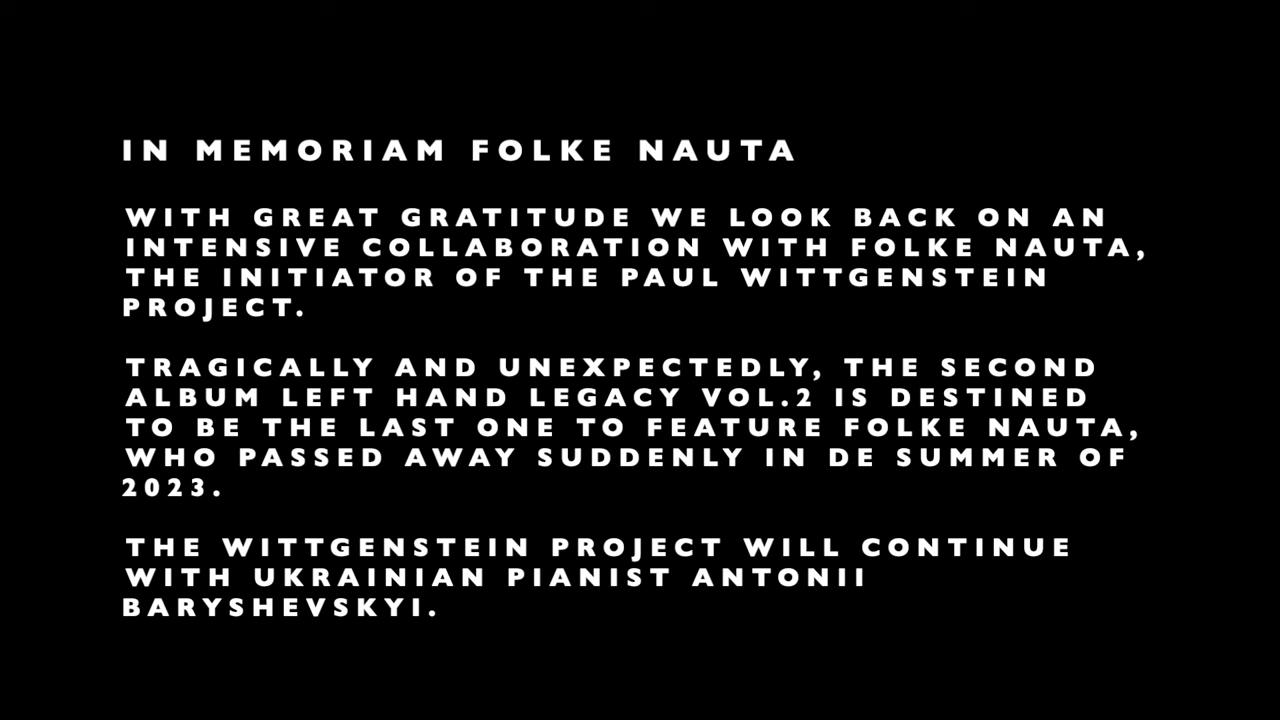 IN MEMORIAM FOLKE NAUTA
WITH GREAT GRATITUDE WE LOOK BACK ON AN
INTENSIVE COLLABORATION WITH FOLKE NAUTA,
THE INITIATOR OF THE PAUL WITTGENSTEIN
PROJECT.
TRAGICALLY AND UNEXPECTEDLY, THE SECOND
ALBUM LEFT HAND LEGACY VOL.2 IS DESTINED
TO BE THE LAST ONE TO FEATURE FOLKE NAUTA,
WHO PASSED AWAY SUDDENLY IN DE SUMMER OF
2023.
THE WITTGENSTEIN PROJECT WILL CONTINUE
WITH UKRAINIAN PIANIST ANTONII
BARYSHEVSKYI.